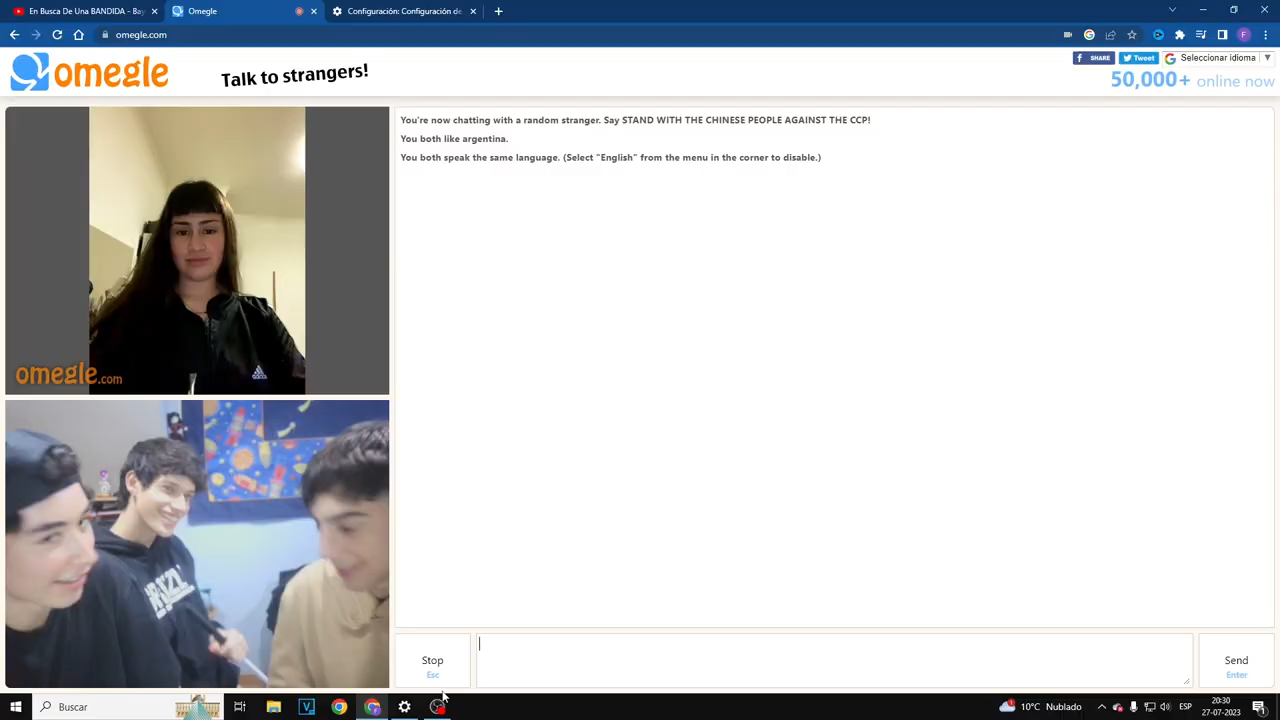 En Busca De Una BANDIDA - Bay
Omegle
Configuración: Configuración de
omegle.com
F
omegle
Talk to strangers!
SHARE
Tweet
Seleccionar idioma
50,000+ online now
You're now chatting with a random stranger. Say STAND WITH THE CHINESE PEOPLE AGAINST THE CCP!
You both like argentina.
You both speak the same language. (Select "English" from the menu in the corner to disable.)
adidas
omegle.com
Stop
Esc
Send
Enter
Buscar
10°C Nublado
ESP
20:30
27-07-2023